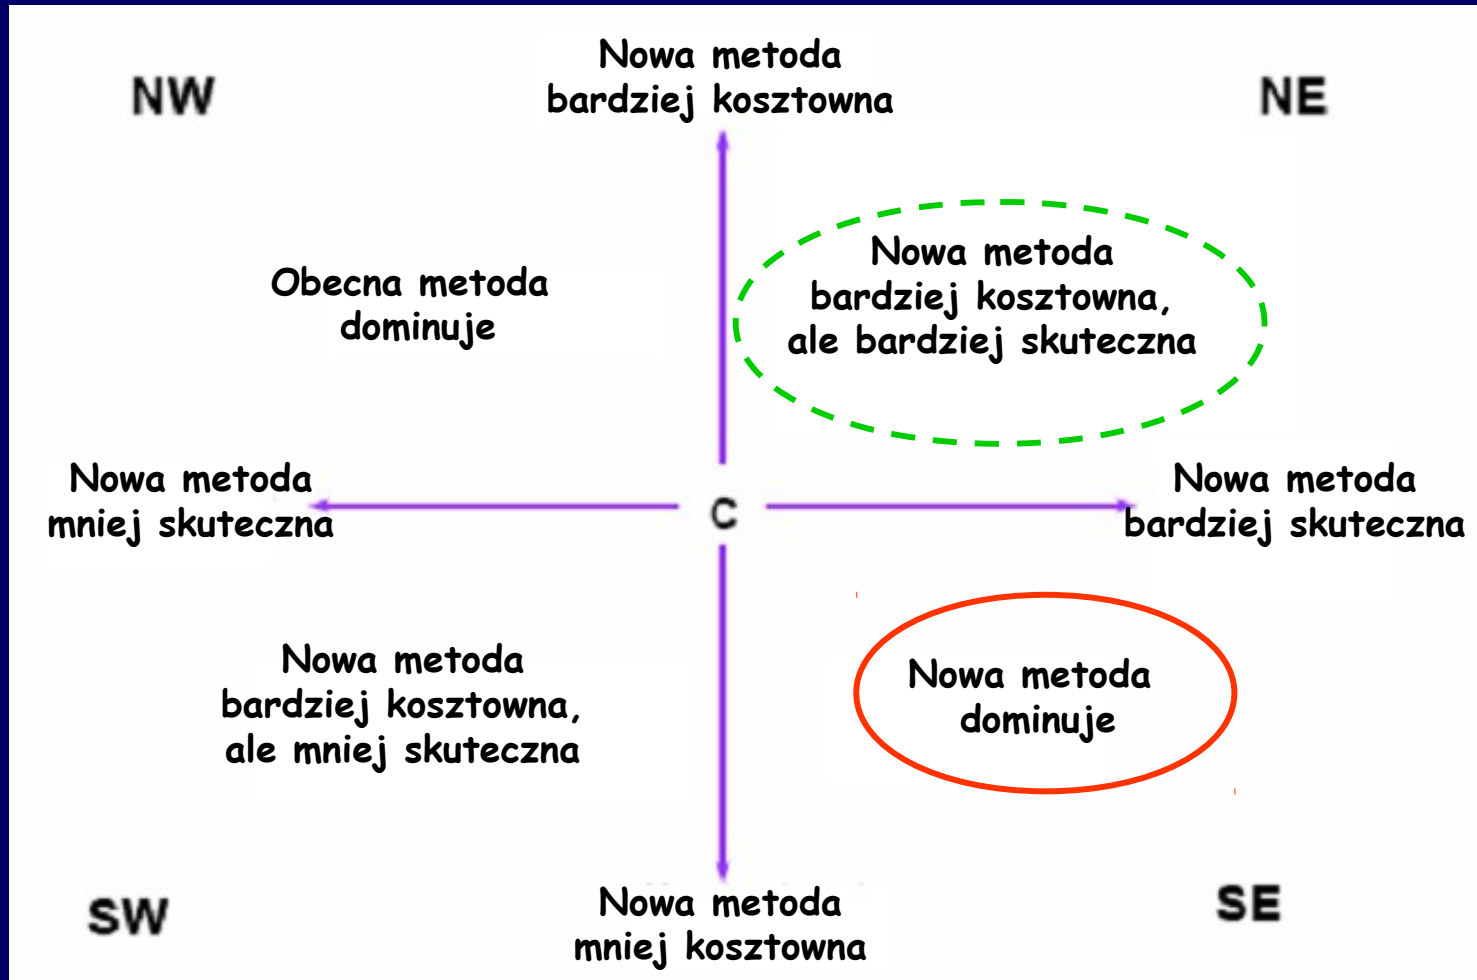 Nowa metoda
bardziej kosztowna
NW
NE
Nowa metoda
bardziej kosztowna,
ale bardziej skuteczna
Obecna metoda
dominuje
Nowa metoda
mniej skuteczna
C
Nowa metoda
bardziej skuteczna
Nowa metoda
bardziej kosztowna,
ale mniej skuteczna
Nowa metoda
dominuje
SW
SE
Nowa metoda
mniej kosztowna